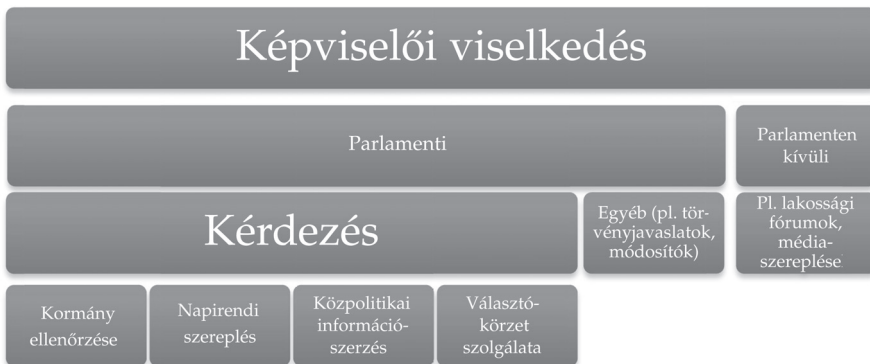 Képviselői viselkedés
Parlamenti
Parlamenten
kívüli
Kérdezés
Egyéb (pl. tör-
vényjavaslatok,
módosítók)
Pl. lakossági
fórumok,
média-
szereplése
Kormány
ellenőrzése
Napirendi
szereplés
Közpolitikai
információ-
szerzés
Választó-
körzet
szolgálata